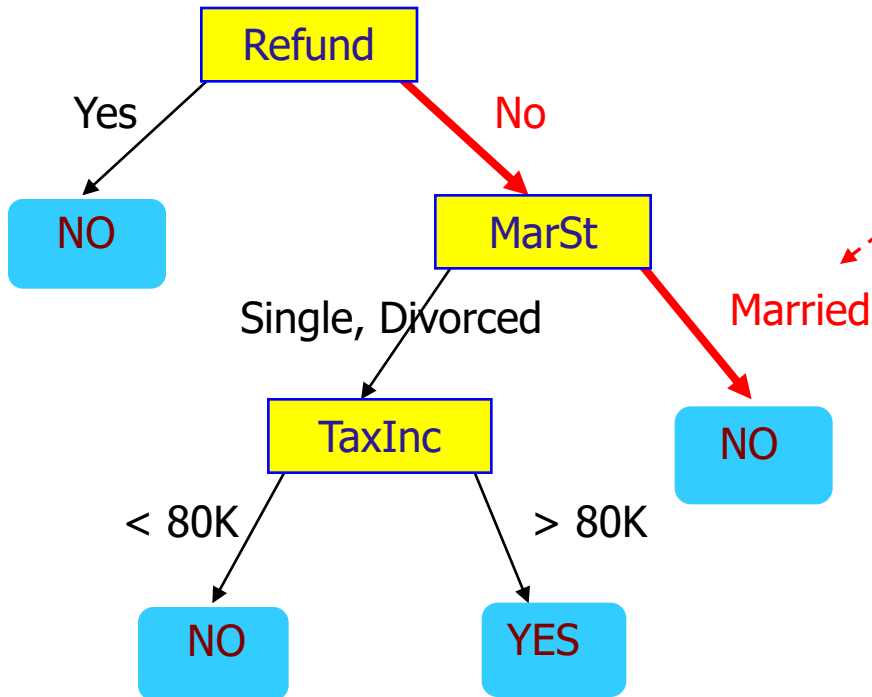 Refund
Yes
No
NO
MarSt
Single, Divorced
Married
TaxInc
NO
< 80K
> 80K
NO
YES